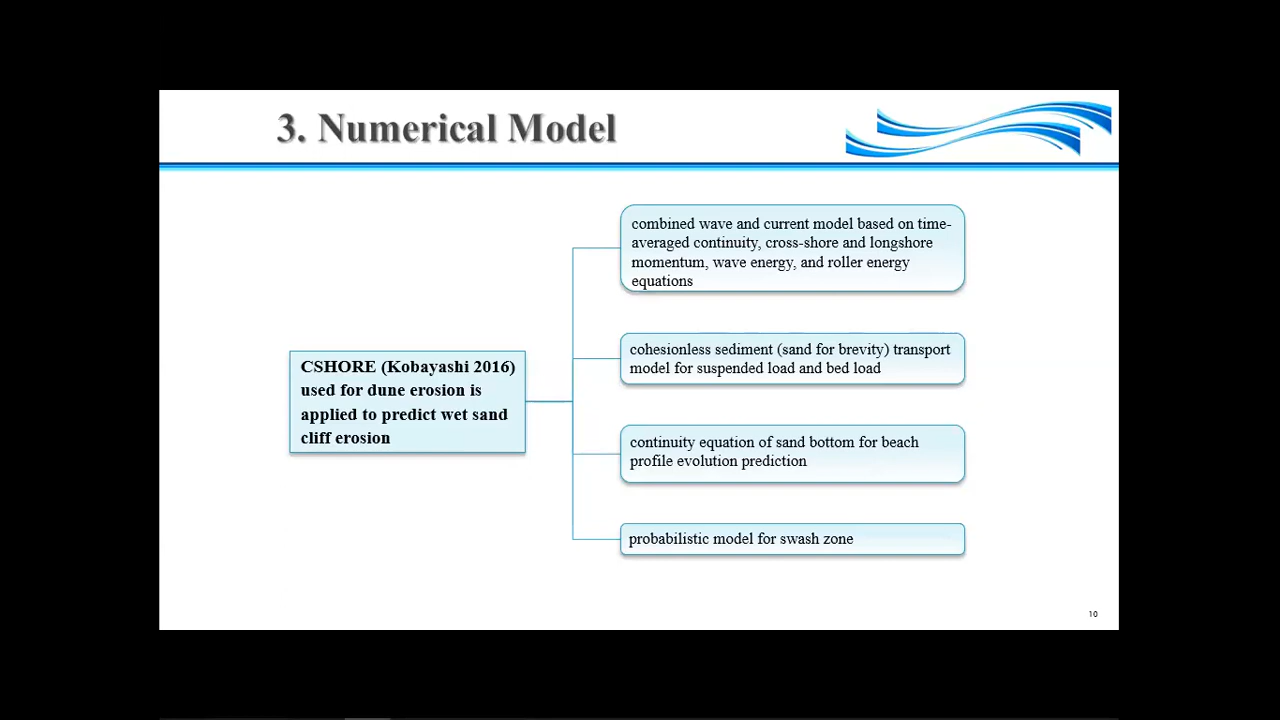 3. Numerical Model
combined wave and current model based on time-
averaged continuity, cross-shore and longshore
momentum, wave energy, and roller energy
equations
CSHORE (Kobayashi 2016)
used for dune erosion is
applied to predict wet sand
cliff erosion
cohesionless sediment (sand for brevity) transport
model for suspended load and bed load
continuity equation of sand bottom for beach
profile evolution prediction
probabilistic model for swash zone
10